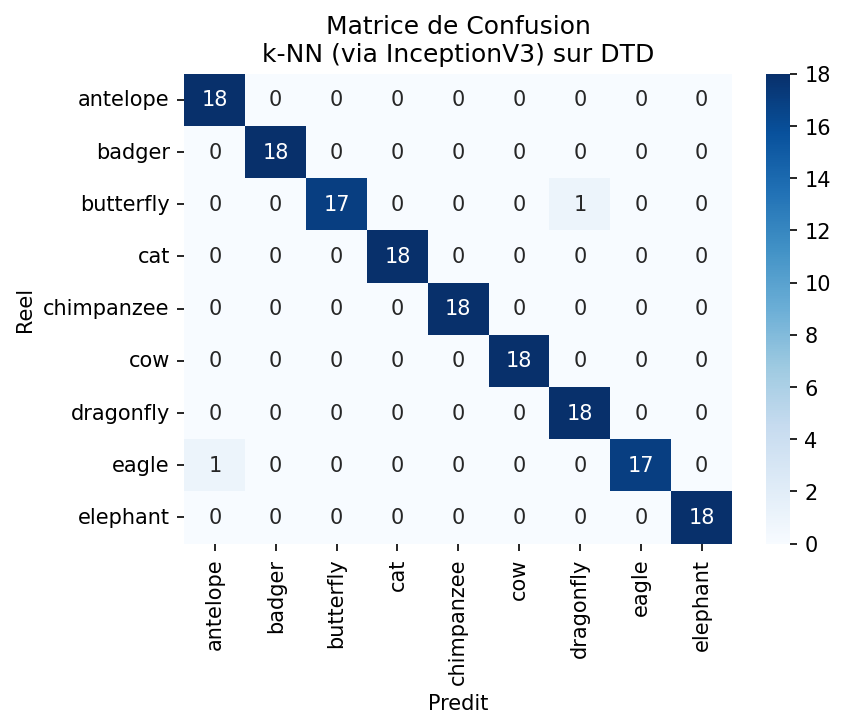 Matrice de Confusion
k-NN (via InceptionV3) sur DTD
antelope 18 0 0 0 0 0 0 0 0
badger 0 18 0 0 0 0 0 0 0
butterfly 0 0 17 0 0 0 1 0 0
cat 0 0 0 18 0 0 0 0 0
chimpanzee 0 0 0 0 18 0 0 0 0
cow 0 0 0 0 0 18 0 0 0
dragonfly 0 0 0 0 0 0 18 0 0
eagle 1 0 0 0 0 0 0 17 0
elephant 0 0 0 0 0 0 0 0 18
Reel
antelope badger butterfly cat chimpanzee cow dragonfly eagle elephant
Predit
18
16
14
12
10
8
6
4
2
0